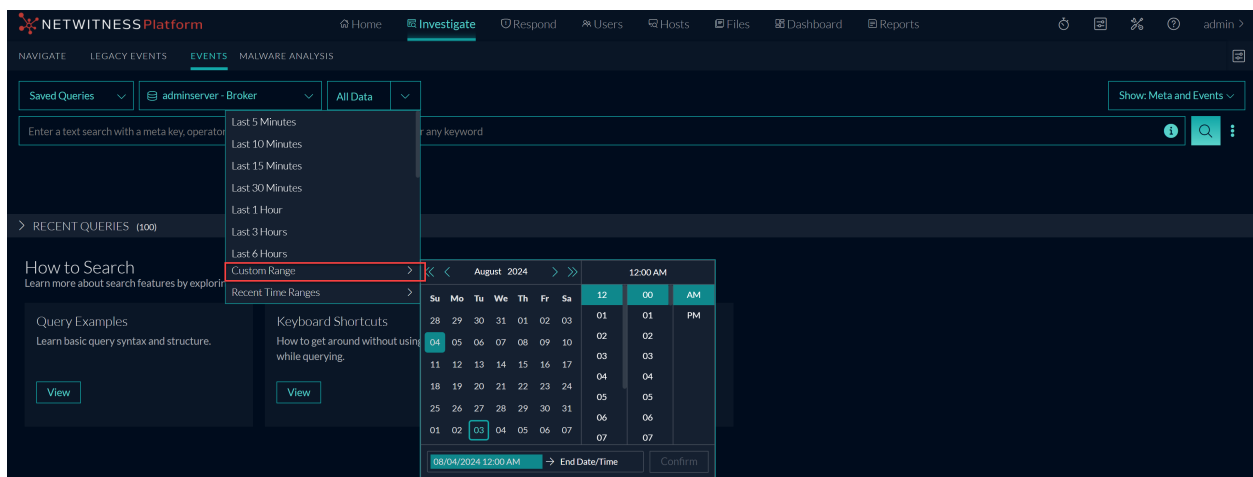 NETWITNESS Platform Home Investigate Respond Users Hosts Files Dashboard Reports admin >
NAVIGATE LEGACY EVENTS EVENTS MALWARE ANALYSIS
Saved Queries adminserver - Broker All Data Show: Meta and Events
Enter a text search with a meta key, operator r any keyword
Last 5 Minutes
Last 10 Minutes
Last 15 Minutes
Last 30 Minutes
Last 1 Hour
Last 3 Hours
Last 6 Hours
Custom Range >
Recent Time Ranges >
> RECENT QUERIES (100)
How to Search
Learn more about search features by explorin
Query Examples
Learn basic query syntax and structure.
View
Keyboard Shortcuts
How to get around without using
while querying.
View
« < August 2024 > »
Su Mo Tu We Th Fr Sa
28 29 30 31 01 02 03
04 05 06 07 08 09 10
11 12 13 14 15 16 17
18 19 20 21 22 23 24
25 26 27 28 29 30 31
01 02 03 04 05 06 07
12:00 AM
12 00 AM
01 01 PM
02 02
03 03
04 04
05 05
06 06
07 07
08/04/2024 12:00 AM → End Date/Time Confirm